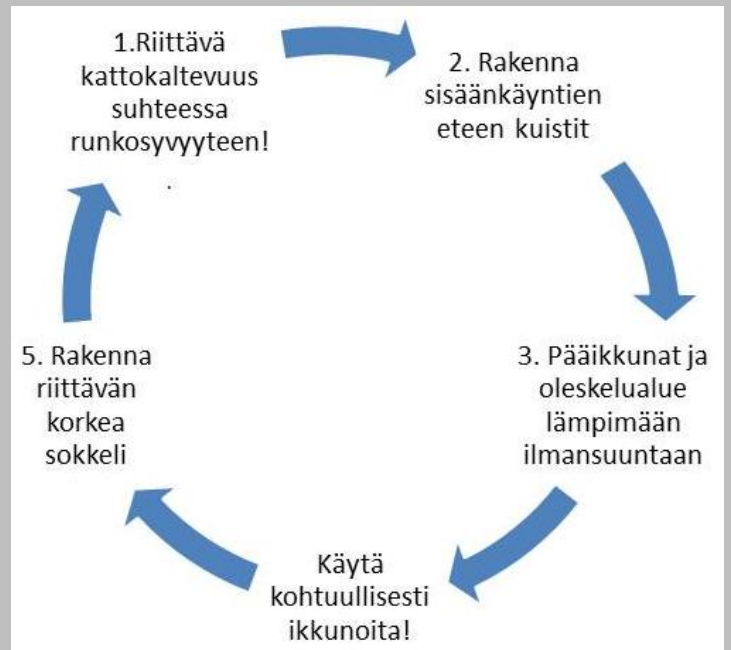 1.Riittävä
kattokaltevuus
suhteessa
runkosyvyyteen!
.
2. Rakenna
sisäänkäyntien
eteen kuistit
3. Pääikkunat ja
oleskelualue
lämpimään
ilmansuuntaan
Käytä
kohtuullisesti
ikkunoita!
5. Rakenna
riittävän
korkea
sokkeli